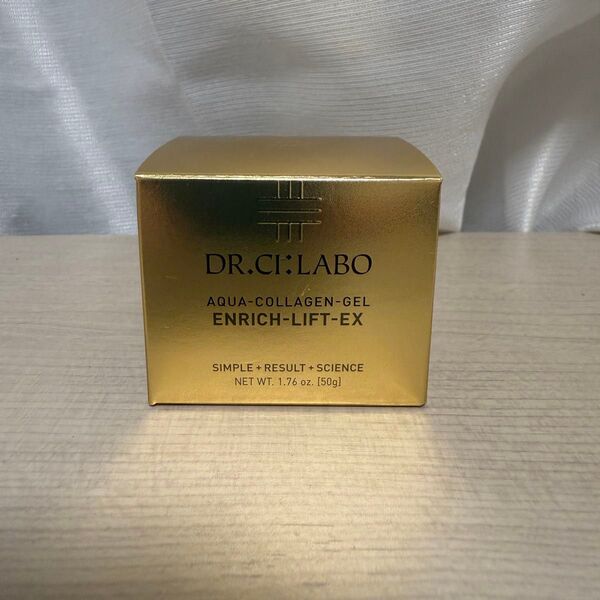 DR.CI:LABO
AQUA-COLLAGEN-GEL
ENRICH-LIFT-EX
SIMPLE + RESULT + SCIENCE
NET WT. 1.76 oz. [50g]